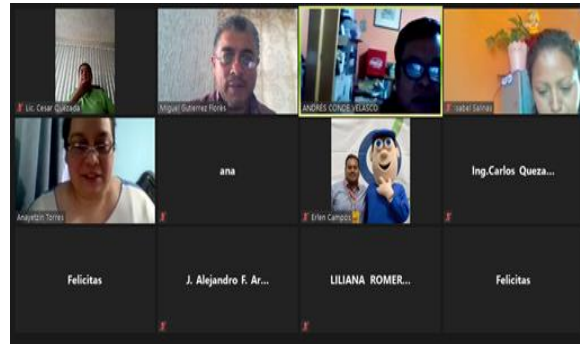 Lic. Cesar Quezada
Miguel Gutierrez Flores
ANDRÉS CONDE VELASCO
Isabel Salinas
Anayetzin Torres
ana
Erlen Campos
Ing.Carlos Queza...
Felicitas
J. Alejandro F. Ar...
LILIANA ROMER...
Felicitas